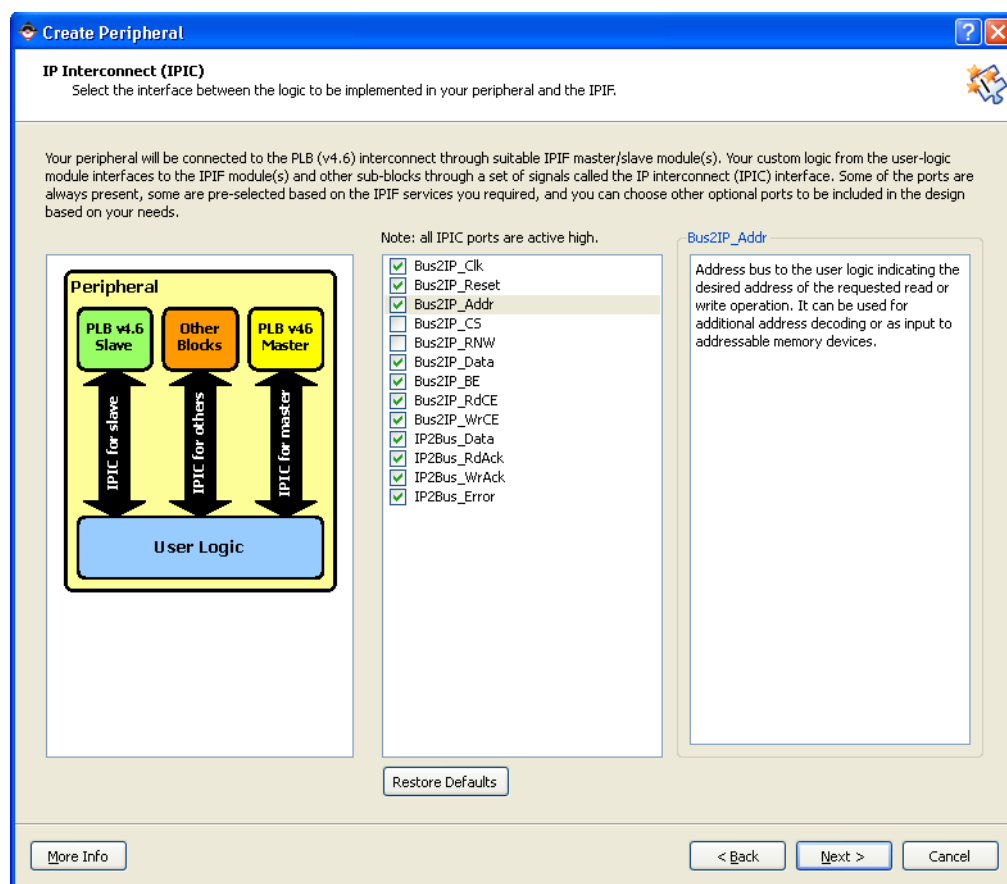 Create Peripheral
IP Interconnect (IPIC)
Select the interface between the logic to be implemented in your peripheral and the IPIF.
Your peripheral will be connected to the PLB (v4.6) interconnect through suitable IPIF master/slave module(s). Your custom logic from the user-logic
module interfaces to the IPIF module(s) and other sub-blocks through a set of signals called the IP interconnect (IPIC) interface. Some of the ports are
always present, some are pre-selected based on the IPIF services you required, and you can choose other optional ports to be included in the design
based on your needs.
Peripheral
PLB v4.6
Slave
Other
Blocks
PLB v46
Master
IPIC for slave
IPIC for others
IPIC for master
User Logic
Note: all IPIC ports are active high.
Bus2IP_Clk
Bus2IP_Reset
Bus2IP_Addr
Bus2IP_CS
Bus2IP_RNW
Bus2IP_Data
Bus2IP_BE
Bus2IP_RdCE
Bus2IP_WrCE
IP2Bus_Data
IP2Bus_RdAck
IP2Bus_WrAck
IP2Bus_Error
Restore Defaults
Bus2IP_Addr
Address bus to the user logic indicating the
desired address of the requested read or
write operation. It can be used for
additional address decoding or as input to
addressable memory devices.
More Info
< Back
Next >
Cancel